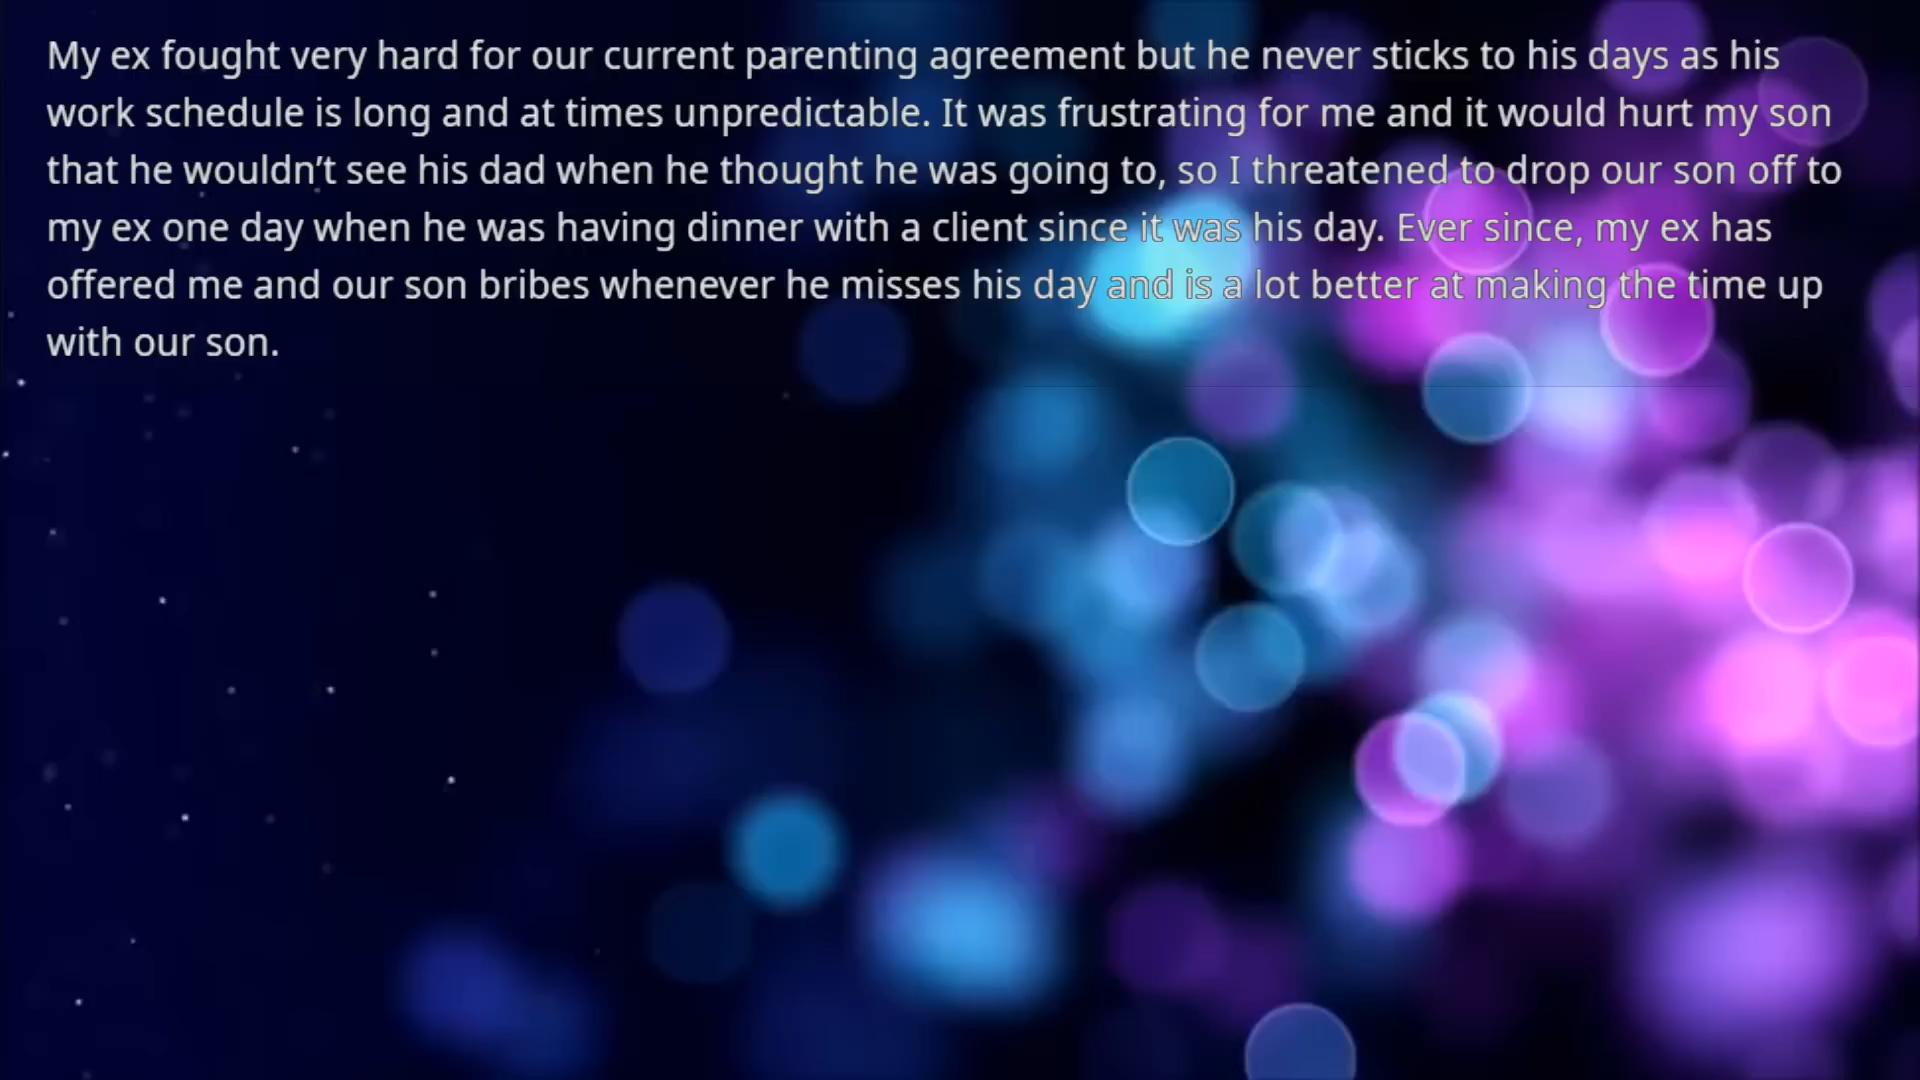 My ex fought very hard for our current parenting agreement but he never sticks to his days as his
work schedule is long and at times unpredictable. It was frustrating for me and it would hurt my son
that he wouldn’t see his dad when he thought he was going to, so I threatened to drop our son off to
my ex one day when he was having dinner with a client since it was his day. Ever since, my ex has
offered me and our son bribes whenever he misses his day and is a lot better at making the time up
with our son.